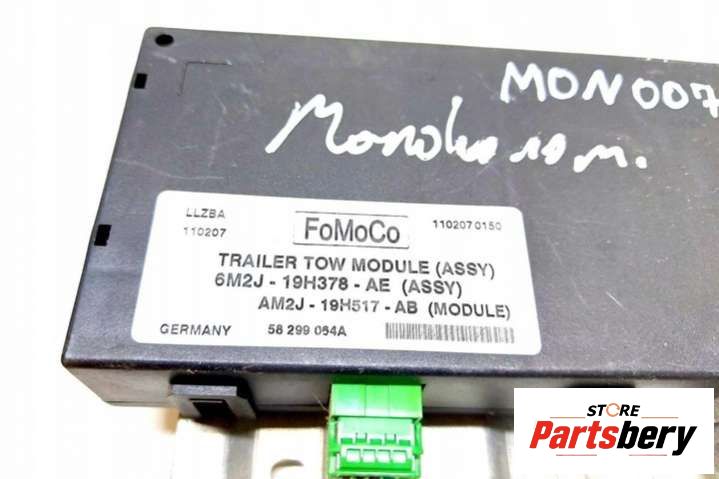 MON007
Mondeo 10 m.
LLZBA
110207
FoMoCo
1102070150
TRAILER TOW MODULE (ASSY)
6M2J - 19H378 - AE (ASSY)
AM2J - 19H517 - AB (MODULE)
GERMANY
58 299 064A
STORE
Partsbery